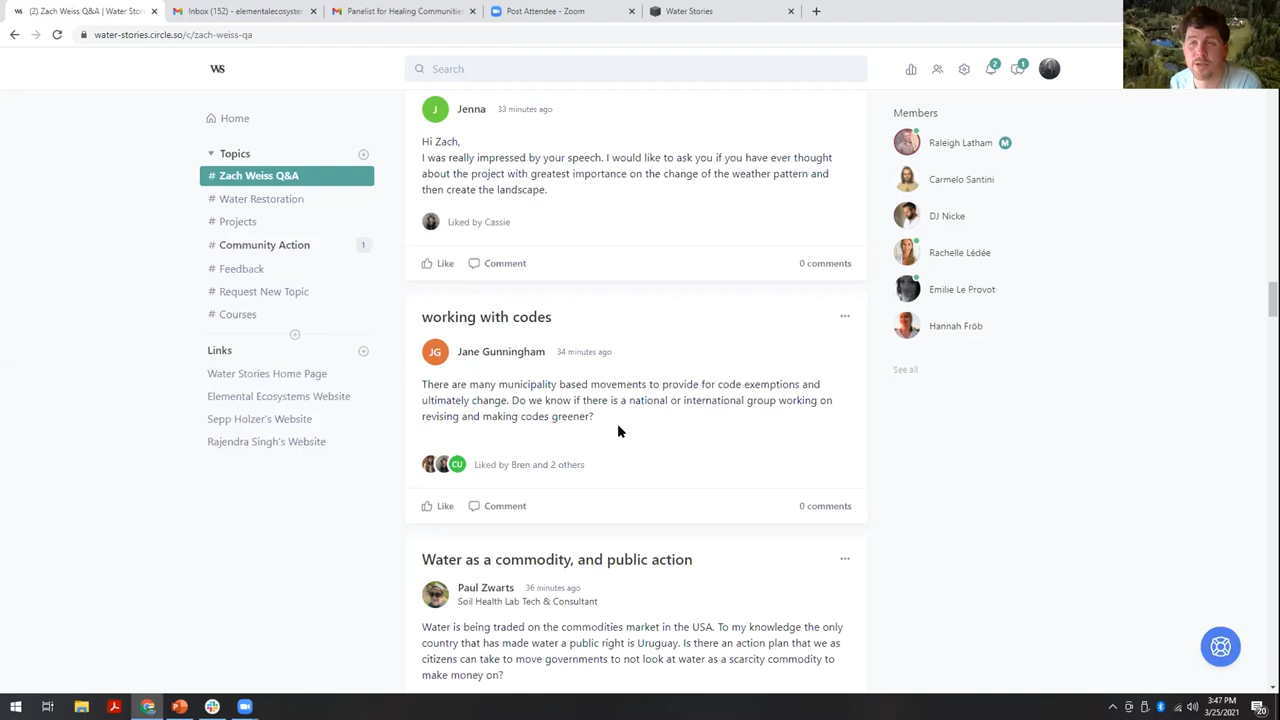 (2) Zach Weiss Q&A | Water Stori
Inbox (152) - elementalecosystem
Panelist for Healing Communities
Post Attendee - Zoom
Water Stories
water-stories.circle.so/c/zach-weiss-qa
WS
Search
2
1
Home
Topics
# Zach Weiss Q&A
# Water Restoration
# Projects
# Community Action
1
# Feedback
# Request New Topic
# Courses
Links
Water Stories Home Page
Elemental Ecosystems Website
Sepp Holzer's Website
Rajendra Singh's Website
J
Jenna
33 minutes ago
Hi Zach,
I was really impressed by your speech. I would like to ask you if you have ever thought
about the project with greatest importance on the change of the weather pattern and
then create the landscape.
Liked by Cassie
Like
Comment
0 comments
working with codes
JG
Jane Gunningham
34 minutes ago
There are many municipality based movements to provide for code exemptions and
ultimately change. Do we know if there is a national or international group working on
revising and making codes greener?
CU
Liked by Bren and 2 others
Like
Comment
0 comments
Water as a commodity, and public action
Paul Zwarts
36 minutes ago
Soil Health Lab Tech & Consultant
Water is being traded on the commodities market in the USA. To my knowledge the only
country that has made water a public right is Uruguay. Is there an action plan that we as
citizens can take to move governments to not look at water as a scarcity commodity to
make money on?
Members
Raleigh Latham
M
Carmelo Santini
DJ Nicke
Rachelle Lédée
Emilie Le Provot
Hannah Fröb
See all
3:47 PM
3/25/2021
20